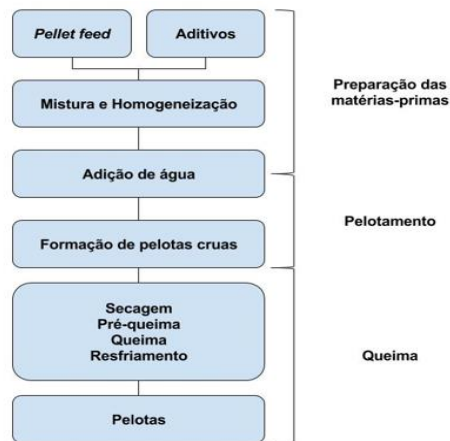 Pellet feed
Aditivos
Mistura e Homogeneização
Preparação das
matérias-primas
Adição de água
Formação de pelotas cruas
Pelotamento
Secagem
Pré-queima
Queima
Resfriamento
Queima
Pelotas